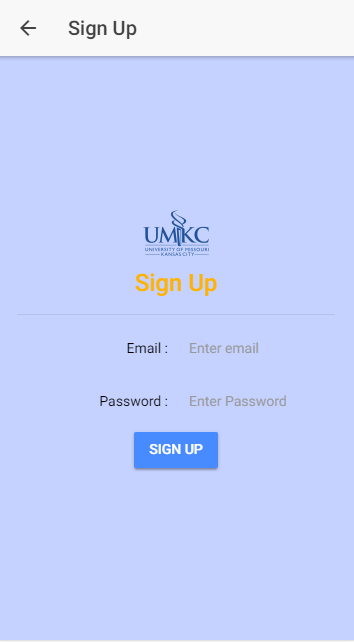 Sign Up
UMKC
UNIVERSITY OF MISSOURI
KANSAS CITY
Sign Up
Email : Enter email
Password : Enter Password
SIGN UP